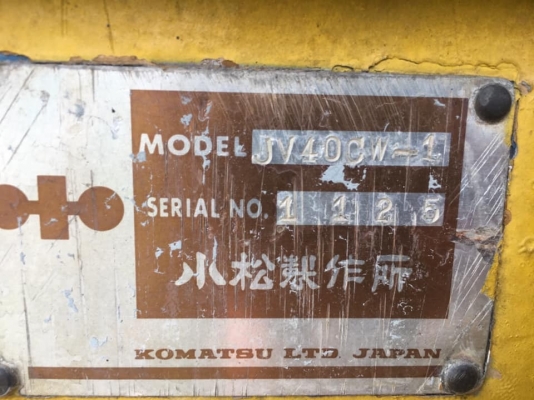 MODEL JV40CW-1
SERIAL NO. 1125
小松製作所
KOMATSU LTD. JAPAN